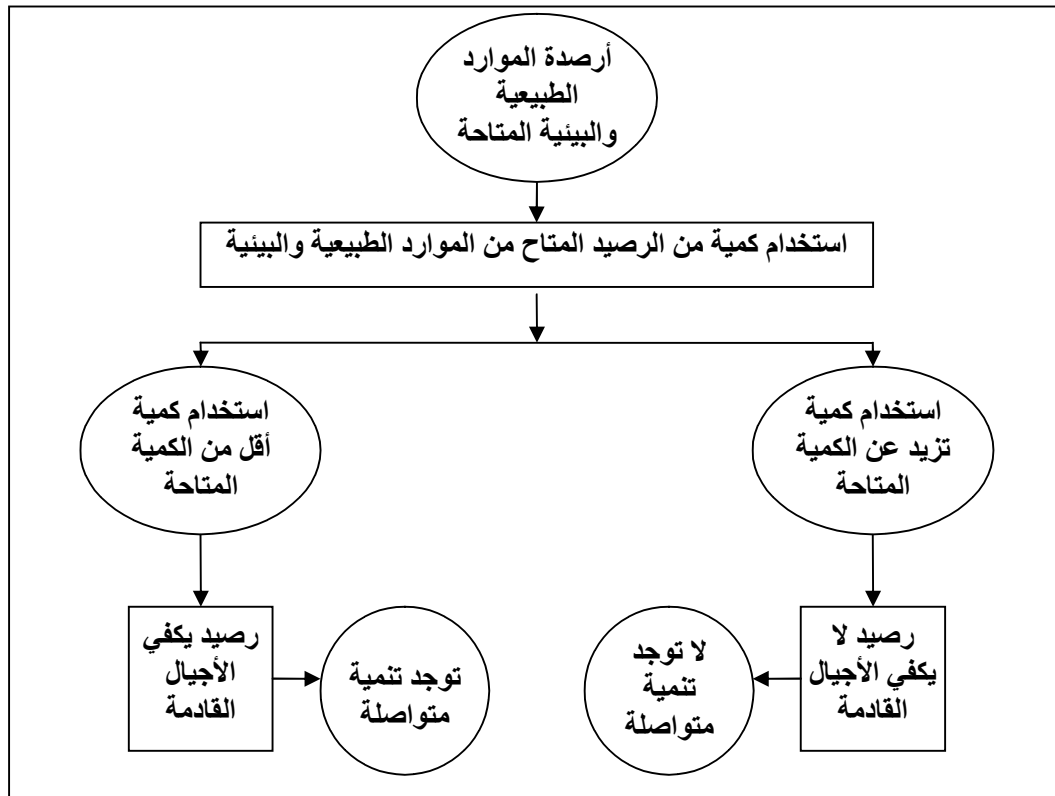 أرصدة الموارد
الطبيعية
والبيئية المتاحة
استخدام كمية من الرصيد المتاح من الموارد الطبيعية والبيئية
استخدام كمية
تزيد عن الكمية
المتاحة
استخدام كمية
أقل من الكمية
المتاحة
رصيد لا
يكفي الأجيال
القادمة
لا توجد
تنمية
متواصلة
توجد تنمية
متواصلة
رصيد يكفي
الأجيال
القادمة